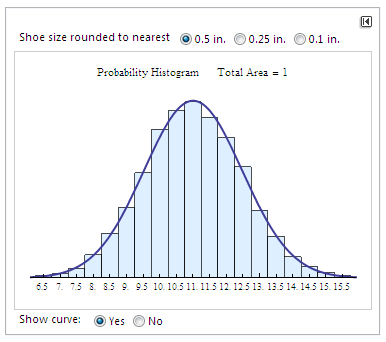 Shoe size rounded to nearest 0.5 in. 0.25 in. 0.1 in.
Probability Histogram Total Area = 1
6.5 7. 7.5 8. 8.5 9. 9.5 10. 10.5 11. 11.5 12. 12.5 13. 13.5 14. 14.5 15. 15.5
Show curve: Yes No